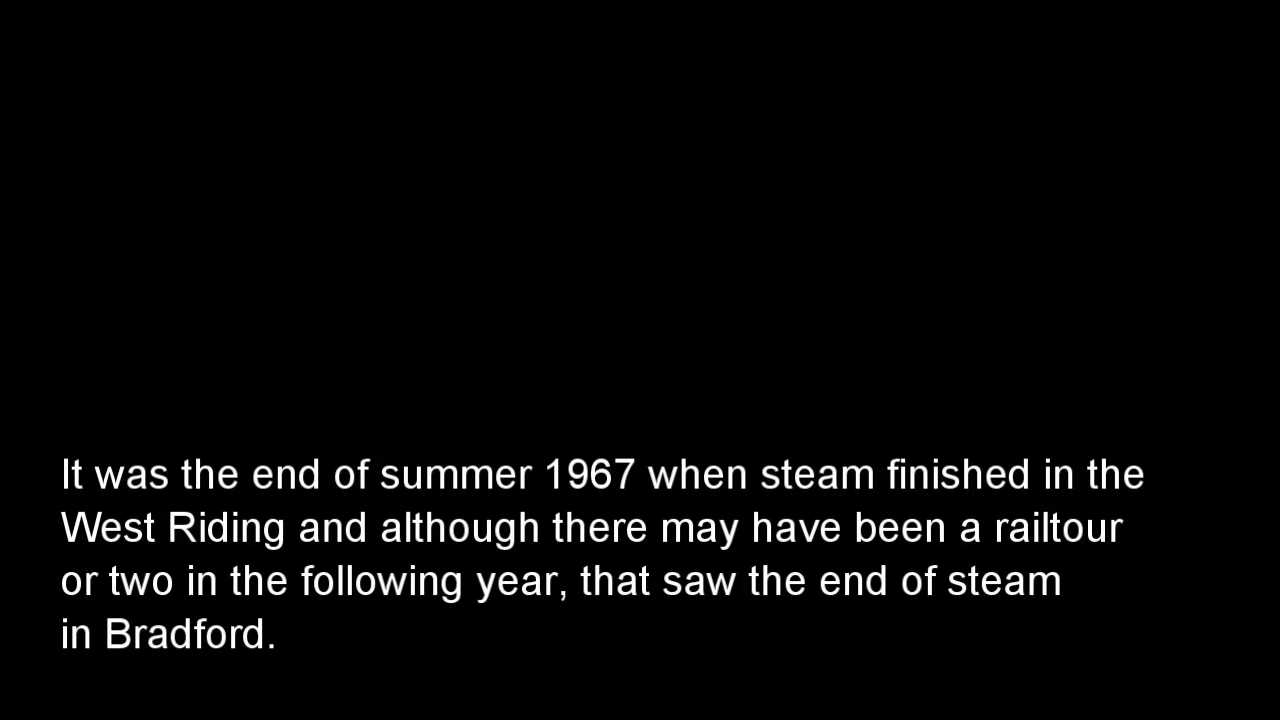 It was the end of summer 1967 when steam finished in the
West Riding and although there may have been a railtour
or two in the following year, that saw the end of steam
in Bradford.